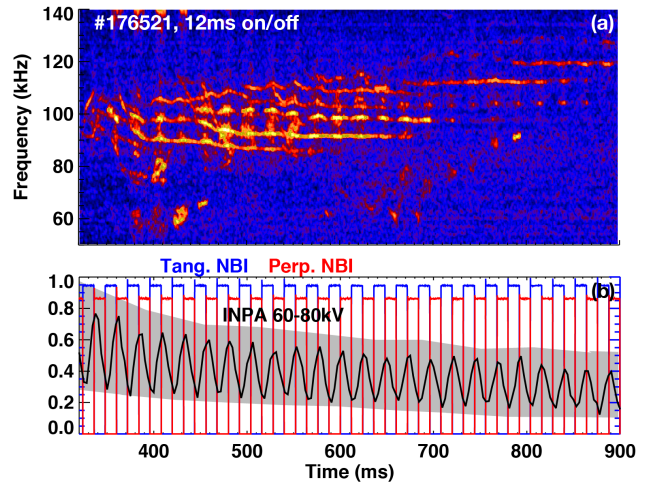 140
#176521, 12ms on/off
(a)
120
100
80
60
Frequency (kHz)
Tang. NBI Perp. NBI
1.0
(b)
0.8
INPA 60-80kV
0.6
0.4
0.2
0.0
400 500 600 700 800 900
Time (ms)